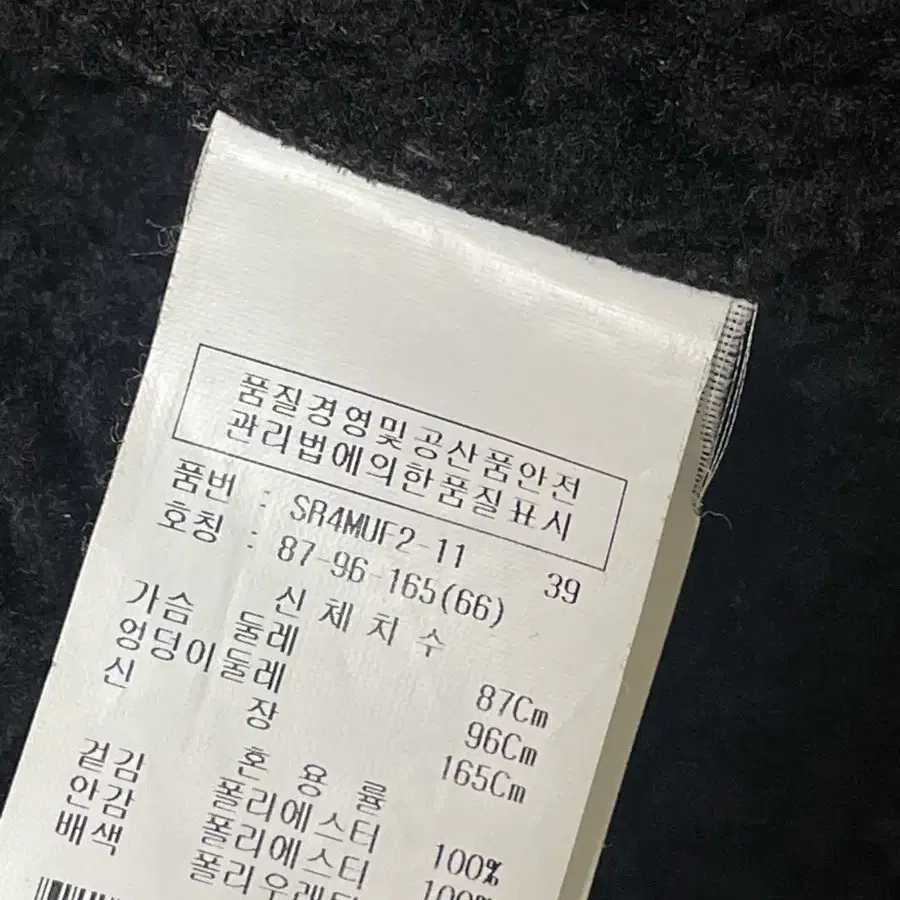 품질경영및공산품안전
관리법에의한품질표시
품번 : SR4MUF2-11 39
호칭 : 87-96-165(66)
신 체 치 수
가슴 둘레 87Cm
엉덩이둘레 96Cm
신 장 165Cm
혼 용 률
겉감 폴리에스터 100%
안감 폴리에스터 100%
배색